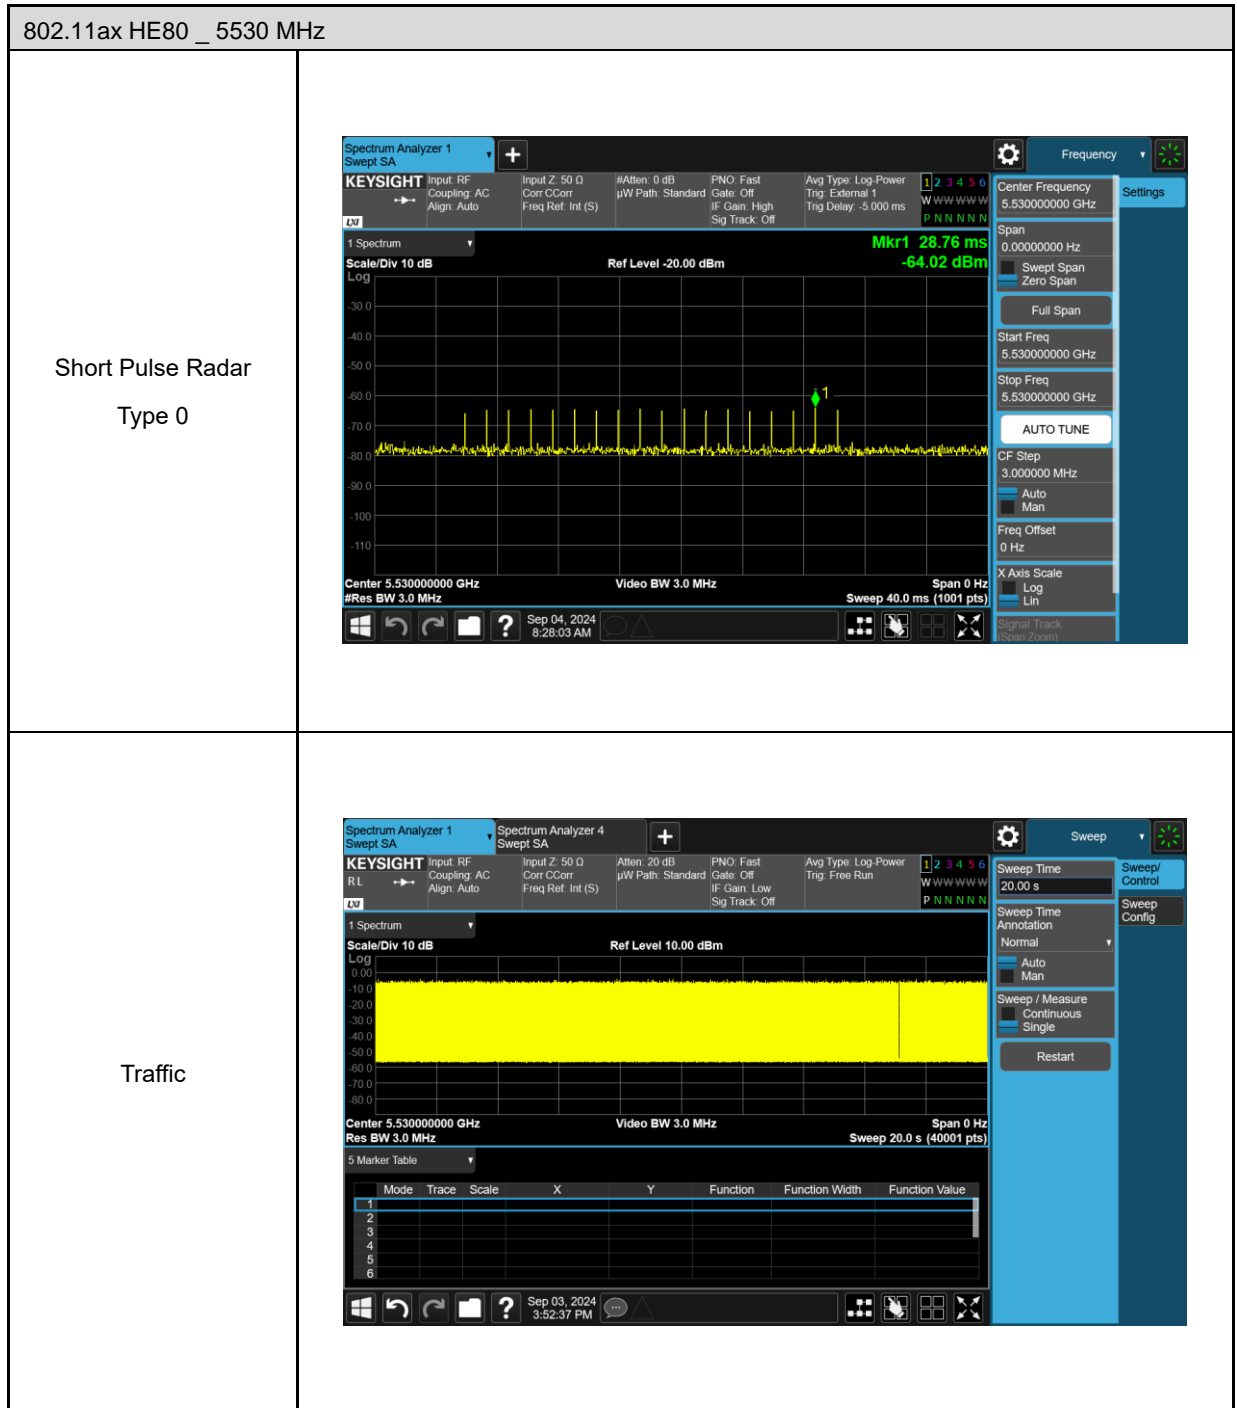 802.11ax HE80 _ 5530 MHz
Short Pulse Radar
Type 0
Spectrum Analyzer 1
Swept SA
Frequency
KEYSIGHT
Input: RF
Coupling: AC
Align: Auto
Input Z: 50 Ω
Corr CCorr
Freq Ref: Int (S)
#Atten: 0 dB
µW Path: Standard
PNO: Fast
Gate: Off
IF Gain: High
Sig Track: Off
Avg Type: Log-Power
Trig: External 1
Trig Delay: -5.000 ms
1 2 3 4 5 6
W W W W W W
P N N N N N
LXI
1 Spectrum
Mkr1 28.76 ms
-64.02 dBm
Scale/Div 10 dB
Ref Level -20.00 dBm
Log
-30.0
-40.0
-50.0
-60.0
-70.0
-80.0
-90.0
-100
-110
1
Center 5.530000000 GHz
Video BW 3.0 MHz
Span 0 Hz
#Res BW 3.0 MHz
Sweep 40.0 ms (1001 pts)
Sep 04, 2024
8:28:03 AM
Center Frequency
5.530000000 GHz
Settings
Span
0.00000000 Hz
Swept Span
Zero Span
Full Span
Start Freq
5.530000000 GHz
Stop Freq
5.530000000 GHz
AUTO TUNE
CF Step
3.000000 MHz
Auto
Man
Freq Offset
0 Hz
X Axis Scale
Log
Lin
Signal Track
(Span Zoom)
Traffic
Spectrum Analyzer 1
Swept SA
Spectrum Analyzer 4
Swept SA
Sweep
KEYSIGHT
R L
Input: RF
Coupling: AC
Align: Auto
Input Z: 50 Ω
Corr CCorr
Freq Ref: Int (S)
Atten: 20 dB
µW Path: Standard
PNO: Fast
Gate: Off
IF Gain: Low
Sig Track: Off
Avg Type: Log-Power
Trig: Free Run
1 2 3 4 5 6
W W W W W W
P N N N N N
LXI
1 Spectrum
Scale/Div 10 dB
Ref Level 10.00 dBm
Log
0.00
-10.0
-20.0
-30.0
-40.0
-50.0
-60.0
-70.0
-80.0
Center 5.530000000 GHz
Video BW 3.0 MHz
Span 0 Hz
Res BW 3.0 MHz
Sweep 20.0 s (40001 pts)
5 Marker Table
Mode Trace Scale X Y Function Function Width Function Value
1
2
3
4
5
6
Sep 03, 2024
3:52:37 PM
Sweep Time
20.00 s
Sweep/
Control
Sweep
Config
Sweep Time
Annotation
Normal
Auto
Man
Sweep / Measure
Continuous
Single
Restart